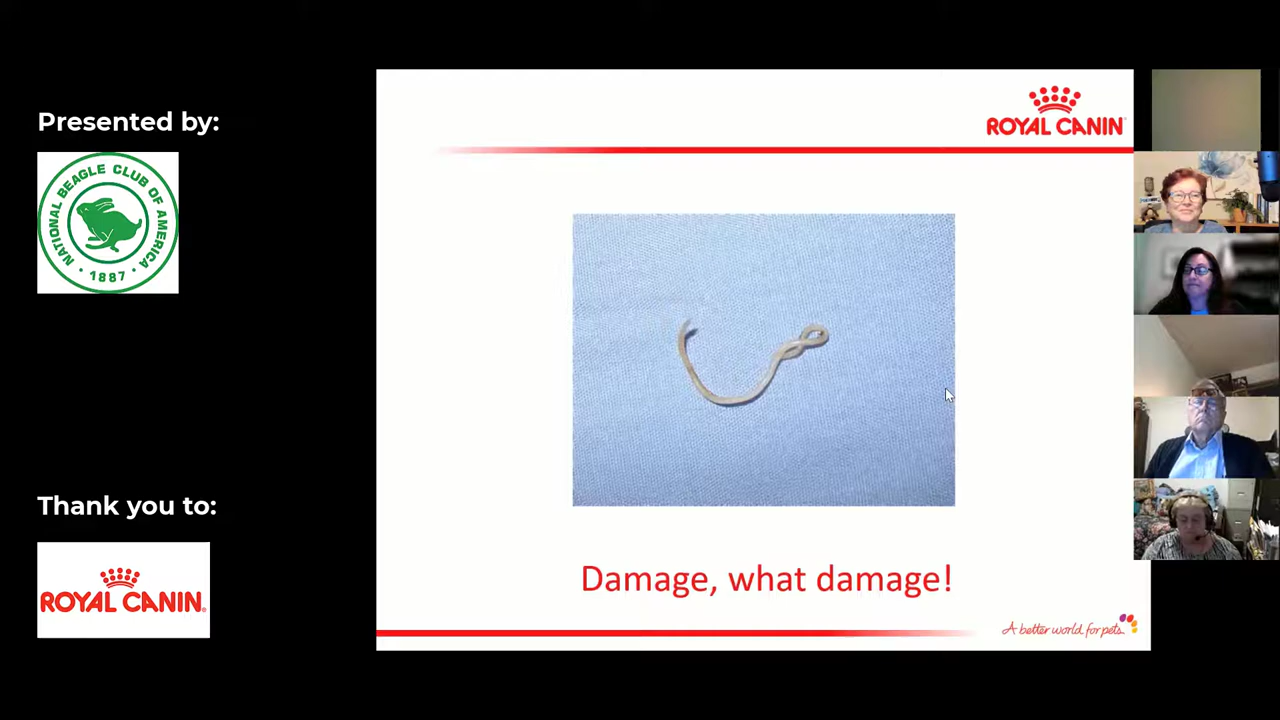 Presented by:
NATIONAL BEAGLE CLUB OF AMERICA
• 1887 •
Thank you to:
ROYAL CANIN
ROYAL CANIN
Damage, what damage!
A better world for pets